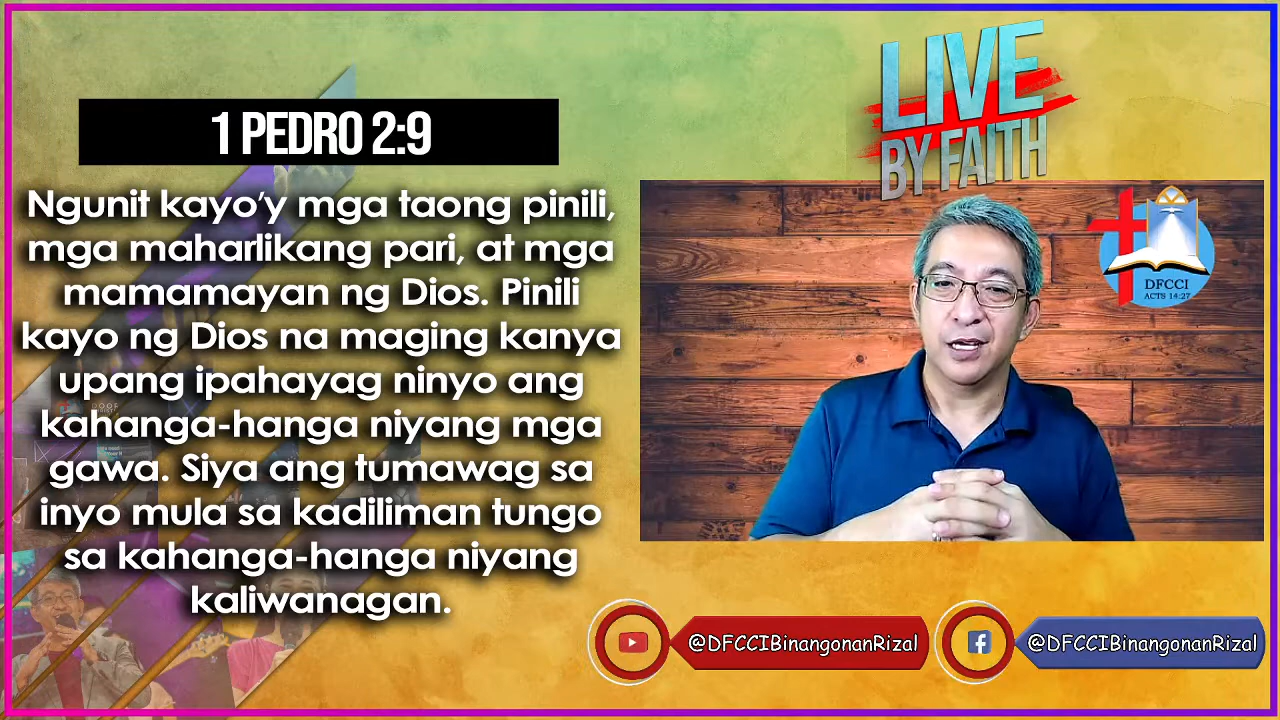 1 PEDRO 2:9
Ngunit kayo'y mga taong pinili,
mga maharlikang pari, at mga
mamamayan ng Dios. Pinili
kayo ng Dios na maging kanya
upang ipahayag ninyo ang
kahanga-hanga niyang mga
gawa. Siya ang tumawag sa
inyo mula sa kadiliman tungo
sa kahanga-hanga niyang
kaliwanagan.
LIVE
BY FAITH
DFCCI
ACTS 14:27
@DFCCIBinangonanRizal
@DFCCIBinangonanRizal